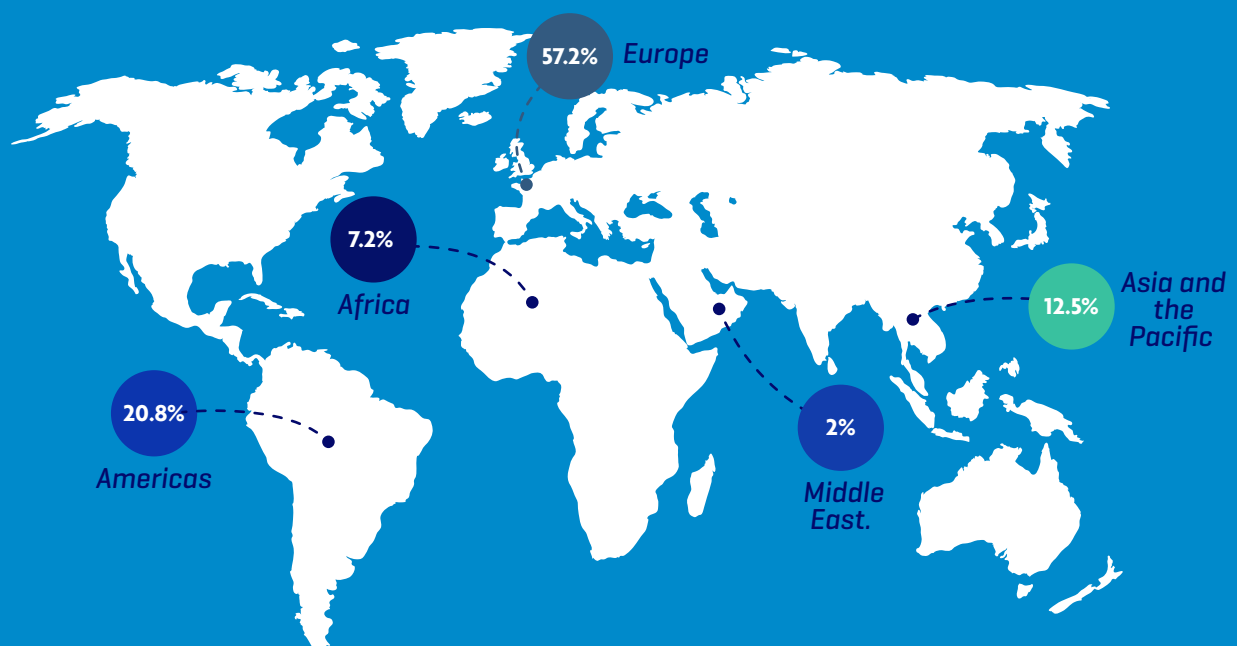 57.2%
Europe
7.2%
Africa
12.5%
Asia and
the
Pacific
20.8%
Americas
2%
Middle
East.